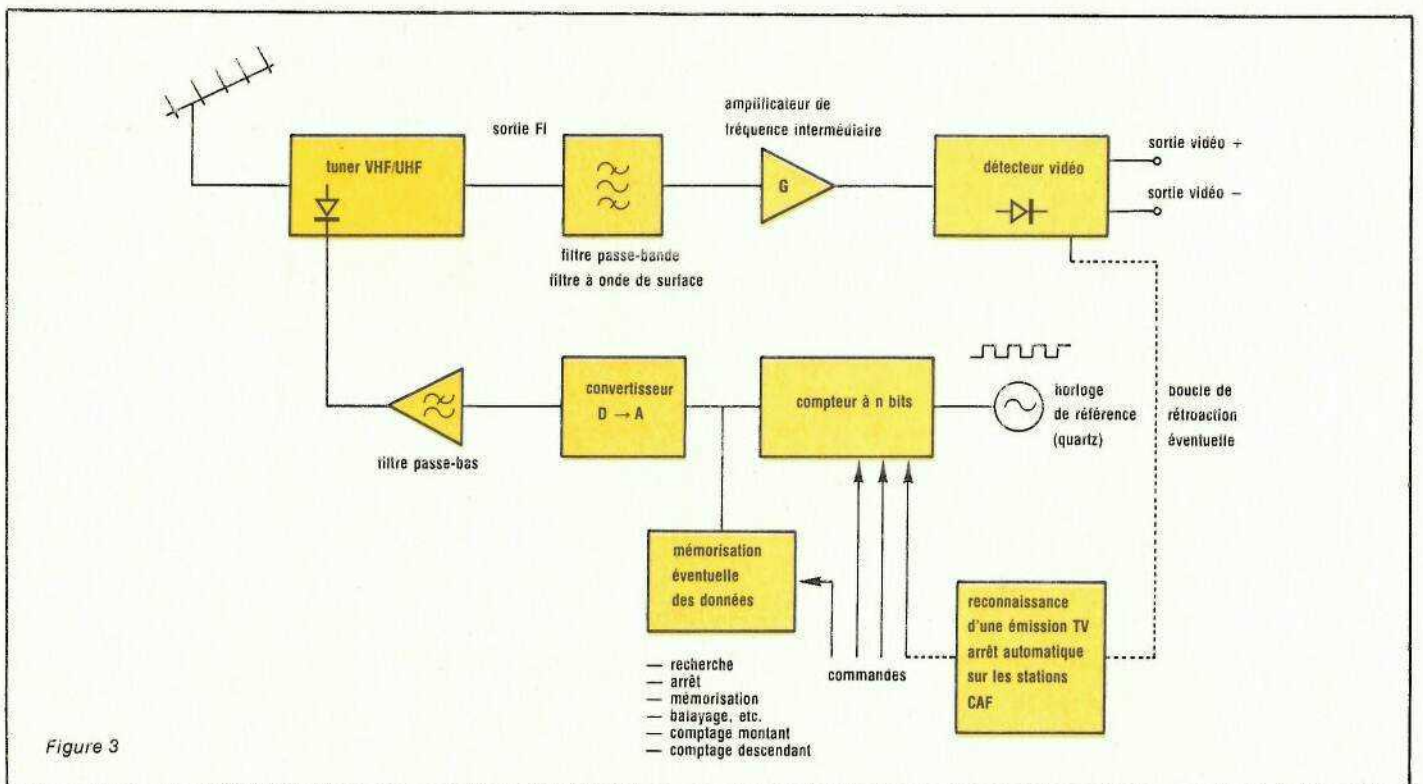 amplificateur de
fréquence intermédiaire
sortie FI
sortie vidéo +
tuner VHF/UHF
G
détecteur vidéo
sortie vidéo –
filtre passe-bande
filtre à onde de surface
convertisseur
D → A
compteur à n bits
horloge
de référence
(quartz)
boucle de
rétroaction
éventuelle
filtre passe-bas
mémorisation
éventuelle
des données
reconnaissance
d'une émission TV
arrêt automatique
sur les stations
CAF
commandes
— recherche
— arrêt
— mémorisation
— balayage, etc.
— comptage montant
— comptage descendant
Figure 3